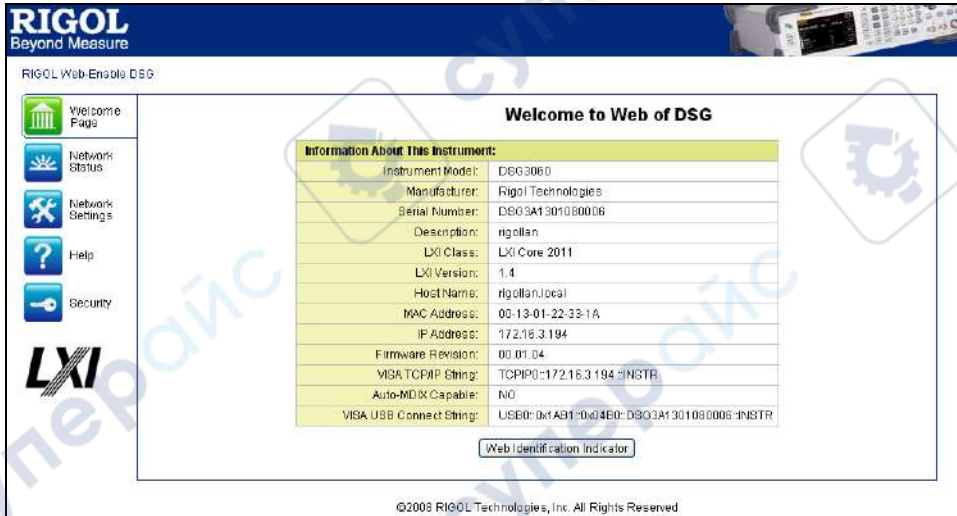 RIGOL
Beyond Measure
RIGOL Web-Enable DSG
Welcome Page
Network Status
Network Settings
Help
Security
LXI
Welcome to Web of DSG
Information About This Instrument:
Instrument Model: DSG3060
Manufacturer: Rigol Technologies
Serial Number: DSG3A1301080006
Description: rigollan
LXI Class: LXI Core 2011
LXI Version: 1.4
Host Name: rigollan.local
MAC Address: 00-13-01-22-33-1A
IP Address: 172.16.3.194
Firmware Revision: 00.01.04
VISA TCP/IP String: TCPIP0::172.16.3.194::INSTR
Auto-MDIX Capable: NO
VISA USB Connect String: USB0::0x1AB1::0x04B0::DSG3A1301080006::INSTR
Web Identification Indicator
©2008 RIGOL Technologies, Inc. All Rights Reserved